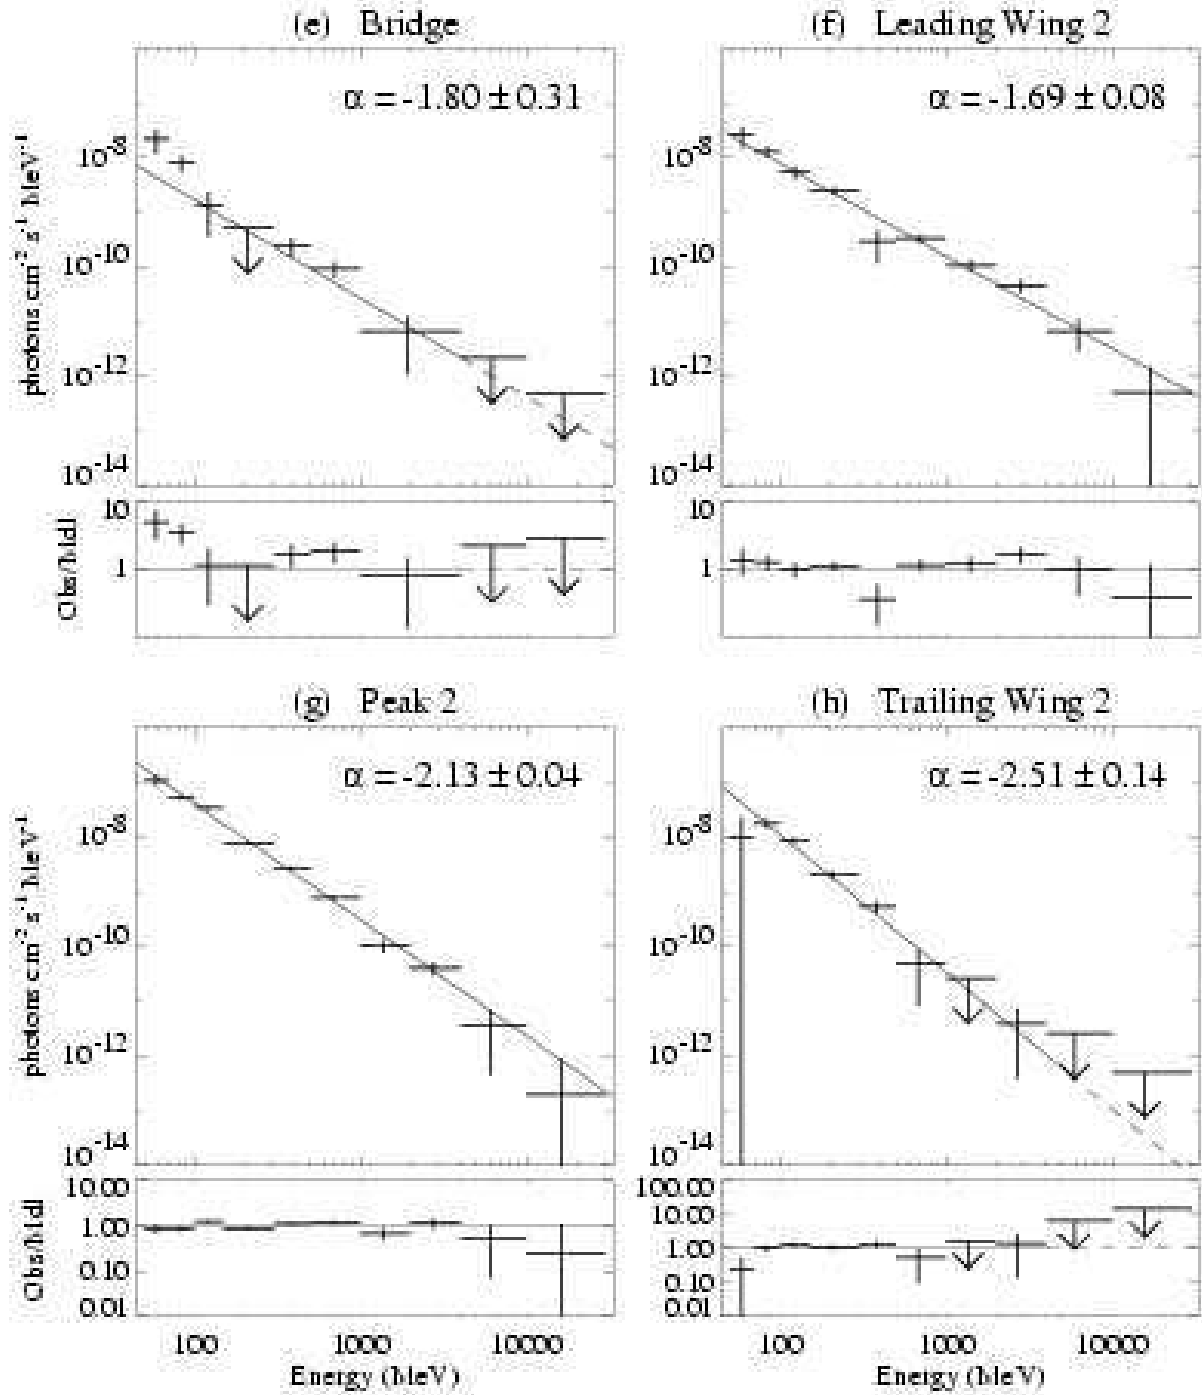 (e) Bridge
α = -1.80 ± 0.31
photons cm⁻² s⁻¹ MeV⁻¹
10⁻⁸
10⁻¹⁰
10⁻¹²
10⁻¹⁴
Obs/Mdl
10
1
(f) Leading Wing 2
α = -1.69 ± 0.08
10⁻⁸
10⁻¹⁰
10⁻¹²
10⁻¹⁴
10
1
(g) Peak 2
α = -2.13 ± 0.04
photons cm⁻² s⁻¹ MeV⁻¹
10⁻⁸
10⁻¹⁰
10⁻¹²
10⁻¹⁴
Obs/Mdl
10.00
1.00
0.10
0.01
100 1000 10000
Energy (MeV)
(h) Trailing Wing 2
α = -2.51 ± 0.14
10⁻⁸
10⁻¹⁰
10⁻¹²
10⁻¹⁴
100.00
10.00
1.00
0.10
0.01
100 1000 10000
Energy (MeV)